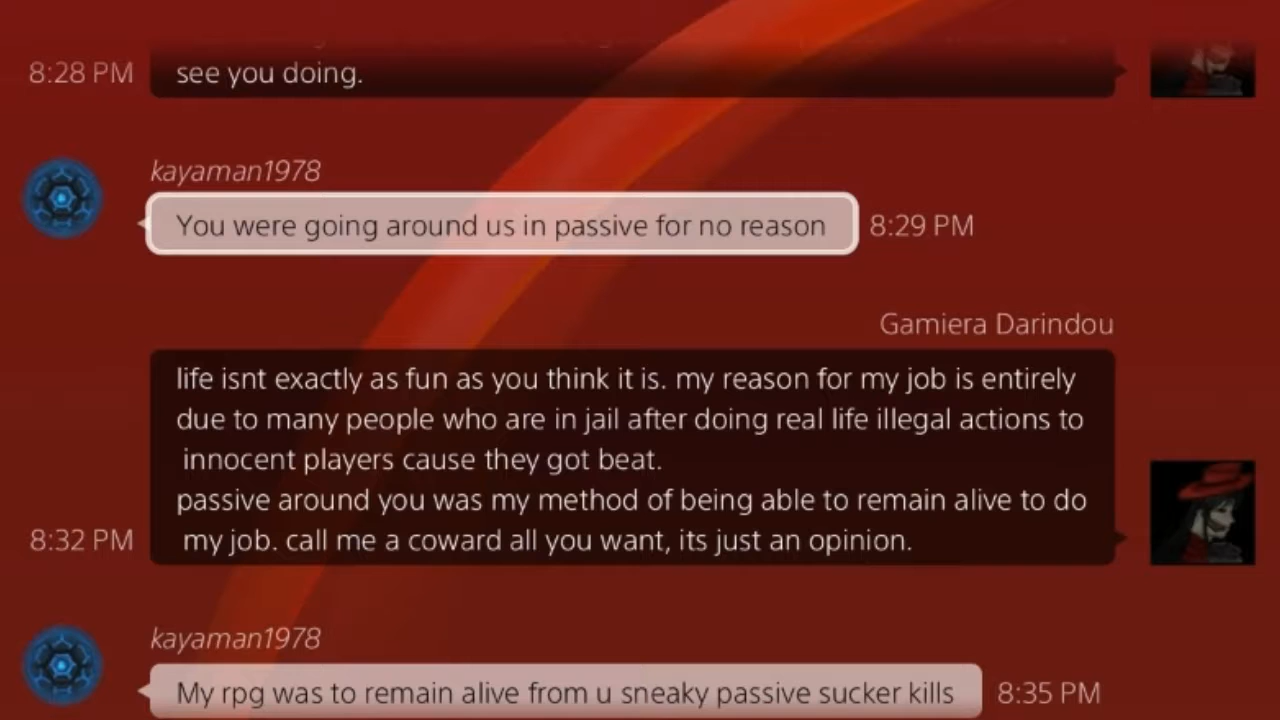 8:28 PM
see you doing.
kayaman1978
You were going around us in passive for no reason
8:29 PM
Gamiera Darindou
life isnt exactly as fun as you think it is. my reason for my job is entirely
due to many people who are in jail after doing real life illegal actions to
innocent players cause they got beat.
passive around you was my method of being able to remain alive to do
my job. call me a coward all you want, its just an opinion.
8:32 PM
kayaman1978
My rpg was to remain alive from u sneaky passive sucker kills
8:35 PM